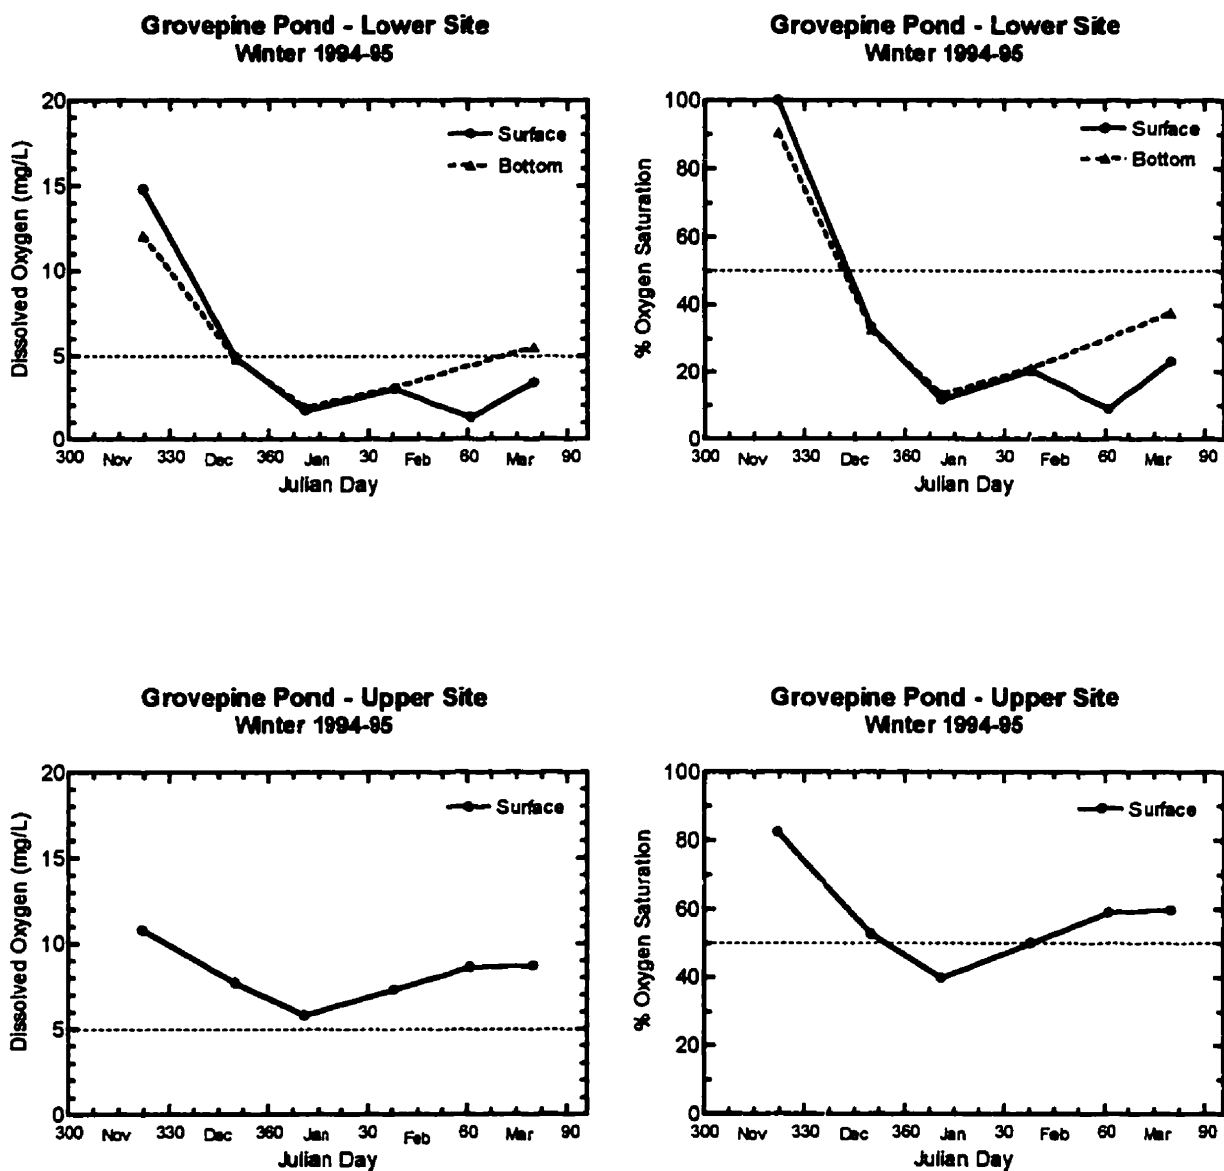 Grovepine Pond - Lower Site
Winter 1994-95
20
15
10
5
0
Dissolved Oxygen (mg/L)
Surface
Bottom
300 Nov 330 Dec 360 Jan 30 Feb 60 Mar 90
Julian Day
Grovepine Pond - Lower Site
Winter 1994-95
100
80
60
40
20
0
% Oxygen Saturation
Surface
Bottom
300 Nov 330 Dec 360 Jan 30 Feb 60 Mar 90
Julian Day
Grovepine Pond - Upper Site
Winter 1994-95
20
15
10
5
0
Dissolved Oxygen (mg/L)
Surface
300 Nov 330 Dec 360 Jan 30 Feb 60 Mar 90
Julian Day
Grovepine Pond - Upper Site
Winter 1994-95
100
80
60
40
20
0
% Oxygen Saturation
Surface
300 Nov 330 Dec 360 Jan 30 Feb 60 Mar 90
Julian Day